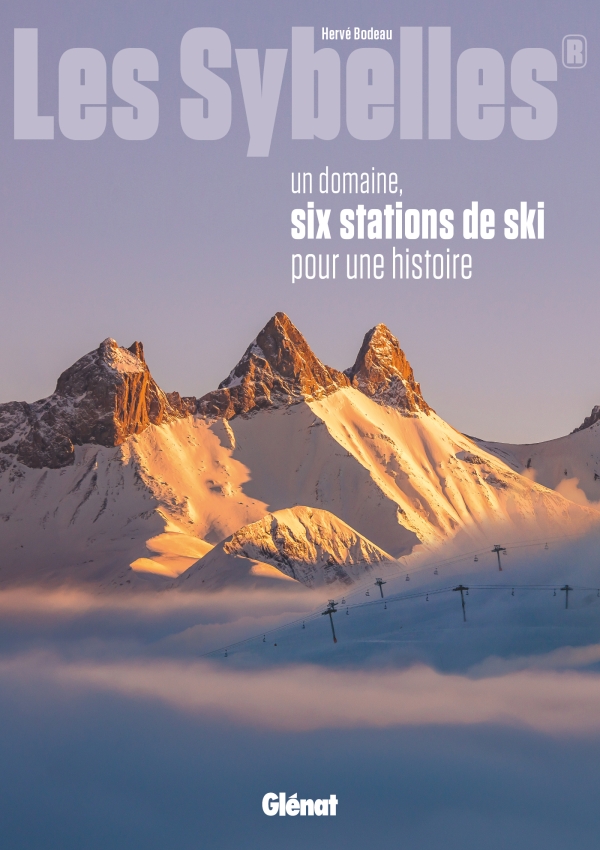 Hervé Bodeau
Les Sybelles®
un domaine,
six stations de ski
pour une histoire
Glénat